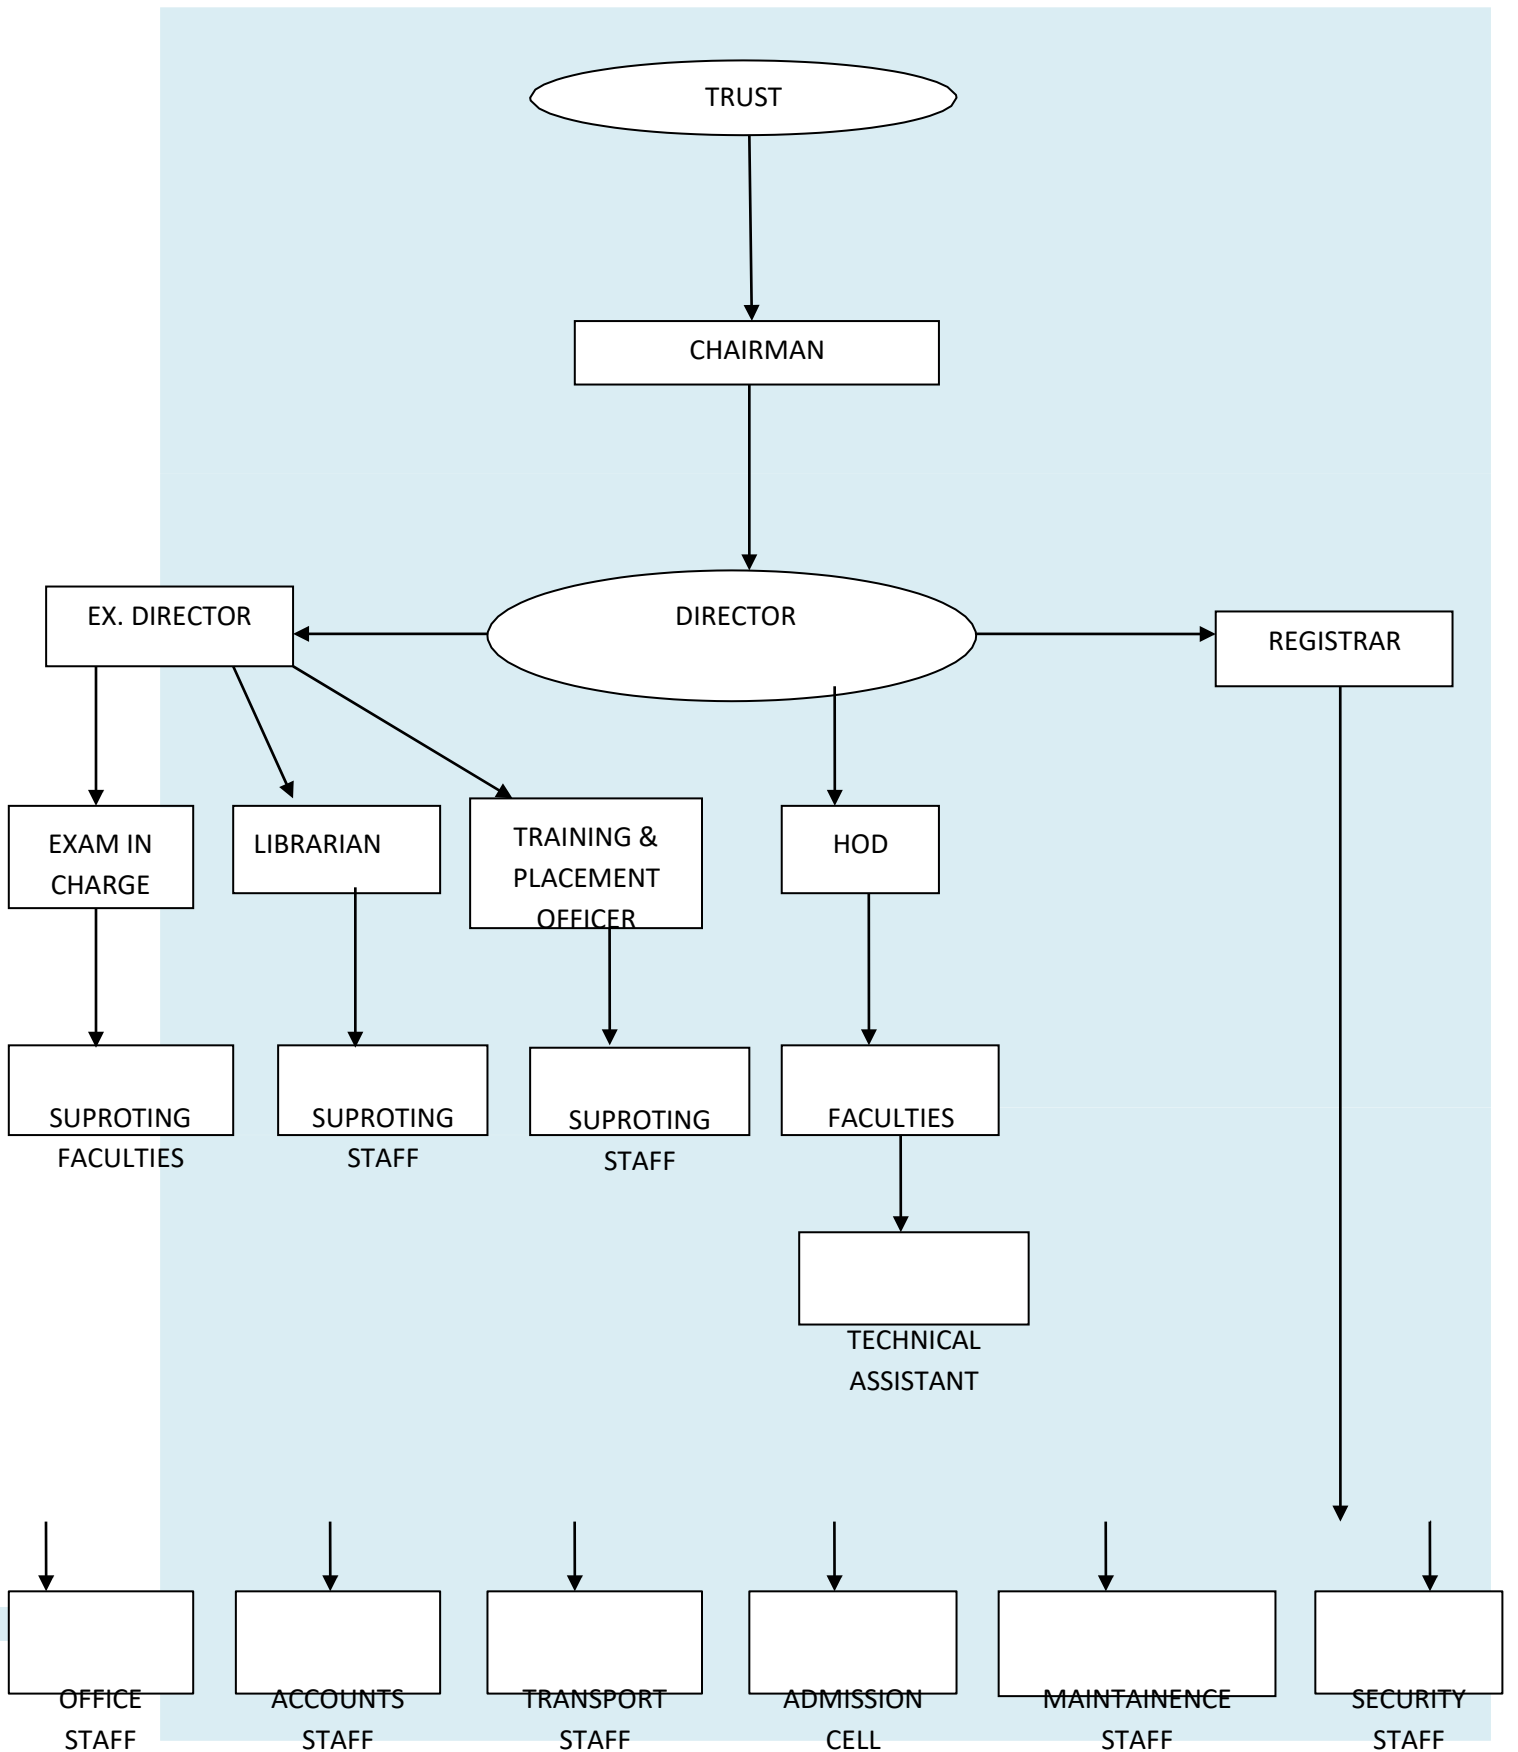 TRUST
CHAIRMAN
EX. DIRECTOR
DIRECTOR
REGISTRAR
EXAM IN
CHARGE
LIBRARIAN
TRAINING &
PLACEMENT
OFFICER
HOD
SUPROTING
FACULTIES
SUPROTING
STAFF
SUPROTING
STAFF
FACULTIES
TECHNICAL
ASSISTANT
OFFICE
STAFF
ACCOUNTS
STAFF
TRANSPORT
STAFF
ADMISSION
CELL
MAINTAINENCE
STAFF
SECURITY
STAFF